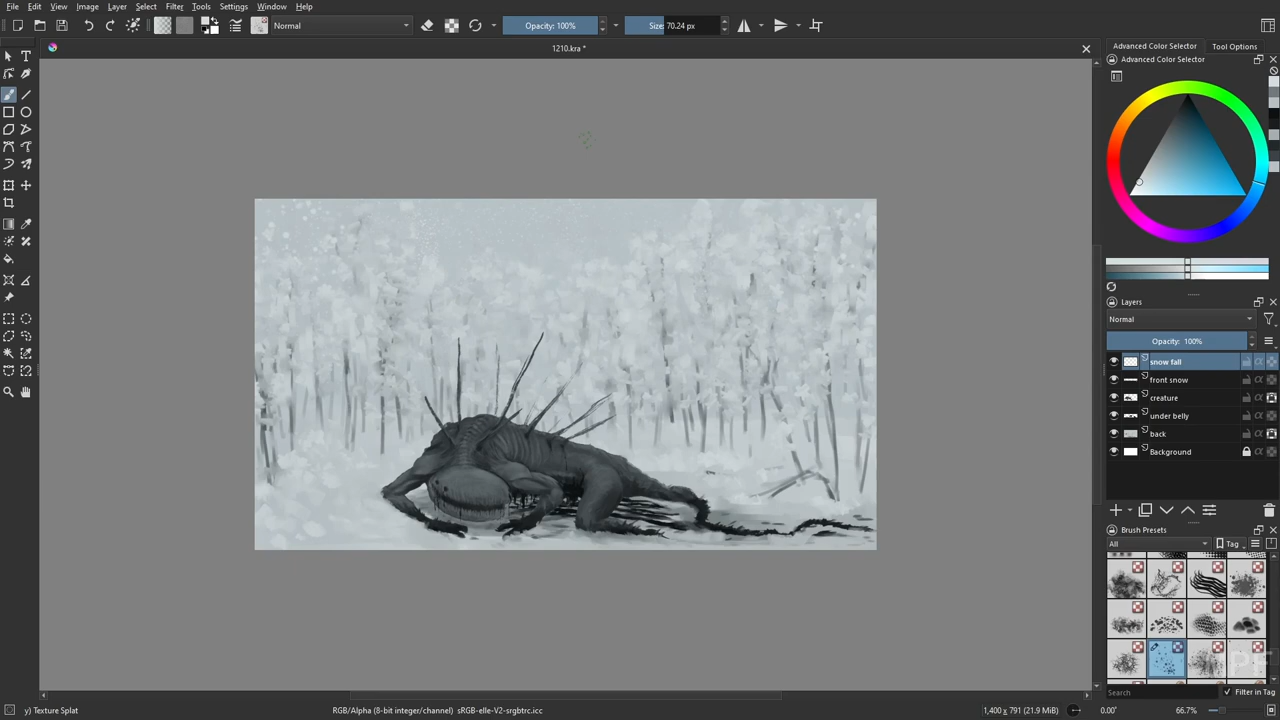 File Edit View Image Layer Select Filter Tools Settings Window Help
Normal
Opacity: 100%
Size: 70.24 px
1210.kra *
Advanced Color Selector
Tool Options
Advanced Color Selector
Layers
Normal
Opacity: 100%
snow fall
front snow
creature
under belly
back
Background
Brush Presets
All
Tag
Search
Filter in Tag
y) Texture Splat
RGB/Alpha (8-bit integer/channel) sRGB-elle-V2-srgbtrc.icc
1,400 x 791 (21.9 MiB)
0.00°
66.7%